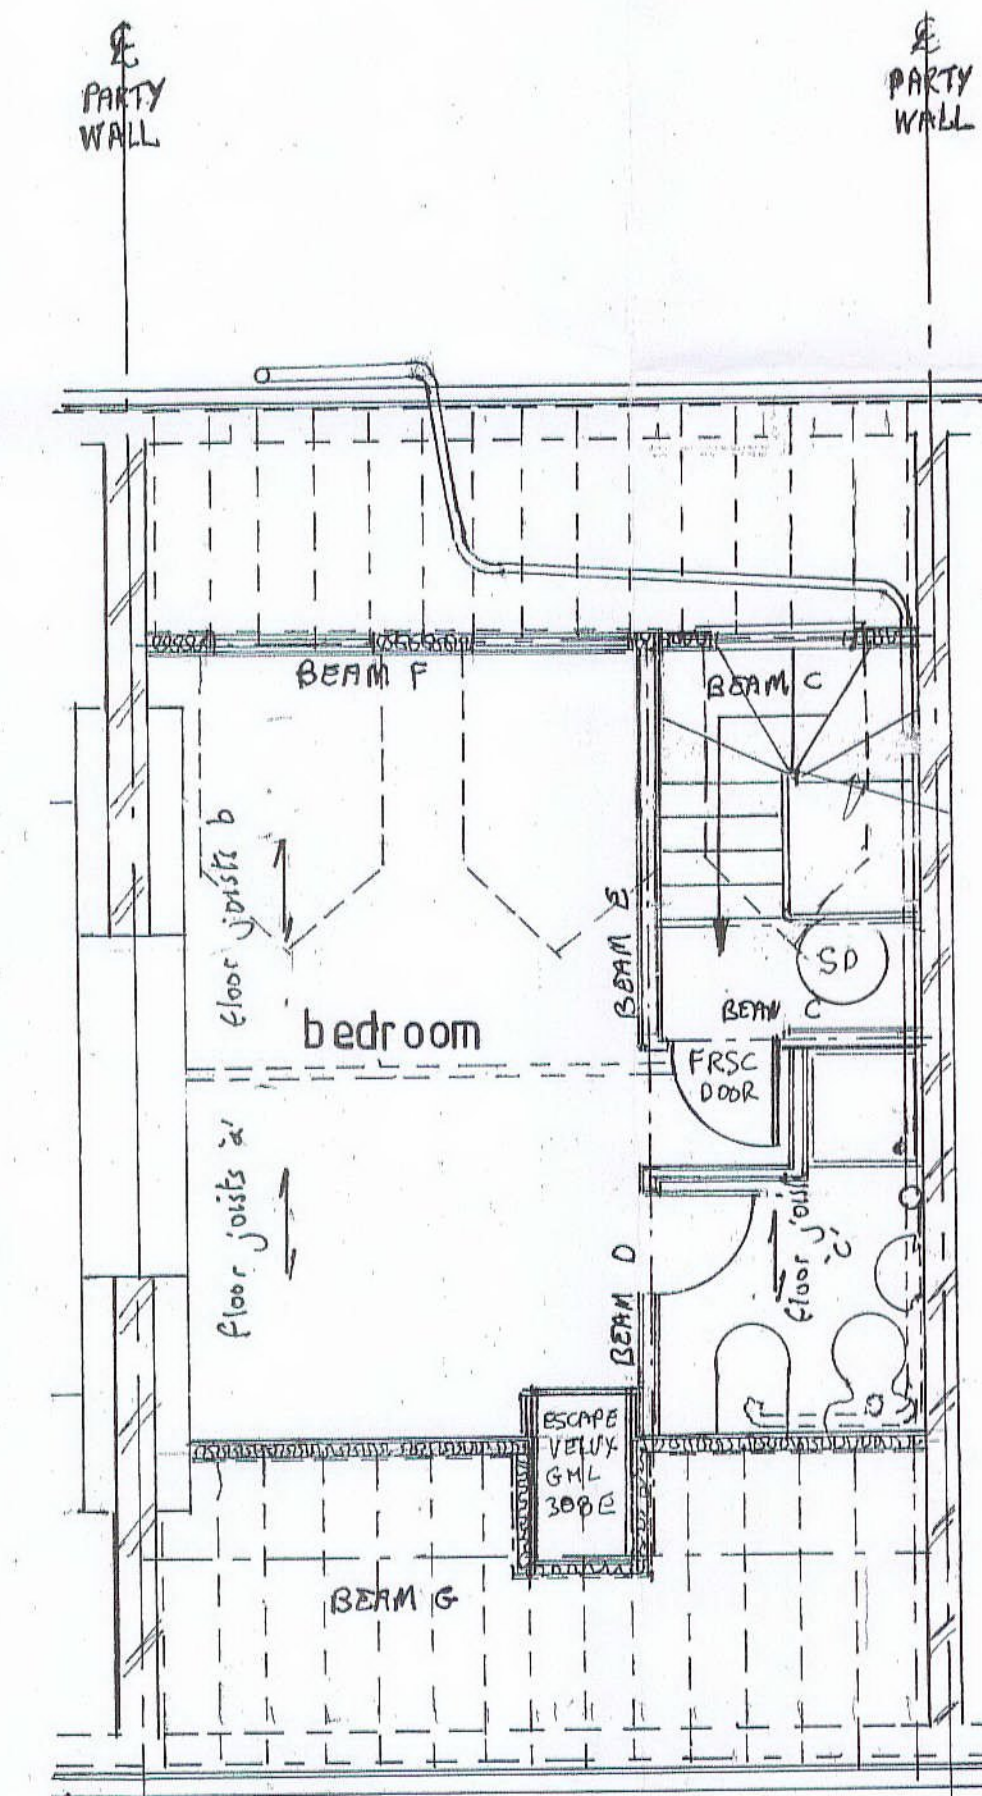 ℄
PARTY
WALL
℄
PARTY
WALL
BEAM F
BEAM C
floor joists b
BEAM E
SD
BEAM C
bedroom
FRSC
DOOR
floor joists 'a'
floor joists
'c'
BEAM D
ESCAPE
VELUX
GML
308E
BEAM G